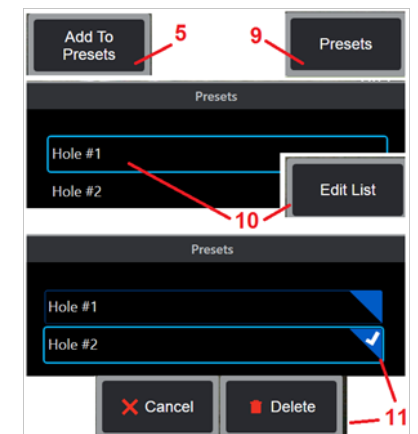 Add To
Presets
5
9
Presets
Presets
Hole #1
Hole #2
10
Edit List
Presets
Hole #1
Hole #2
Cancel
Delete
11